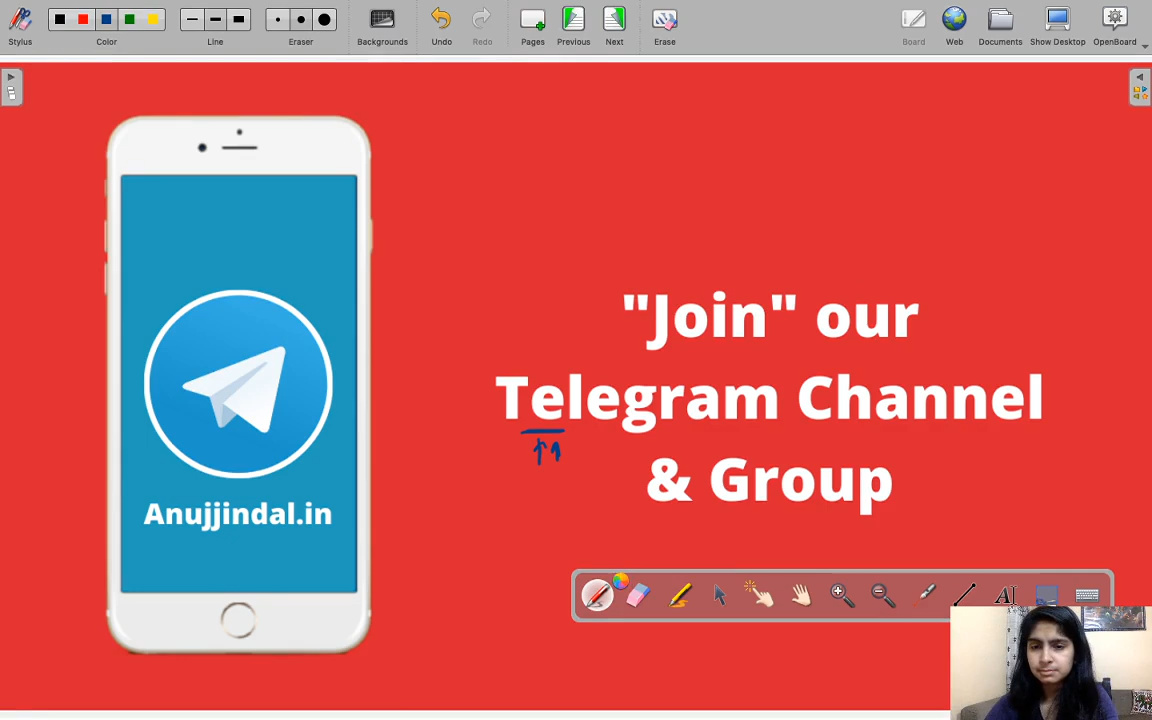 Stylus
Color
Line
Eraser
Backgrounds
Undo
Redo
Pages
Previous
Next
Erase
Board
Web
Documents
Show Desktop
OpenBoard
"Join" our
Telegram Channel
& Group
Anujjindal.in
A